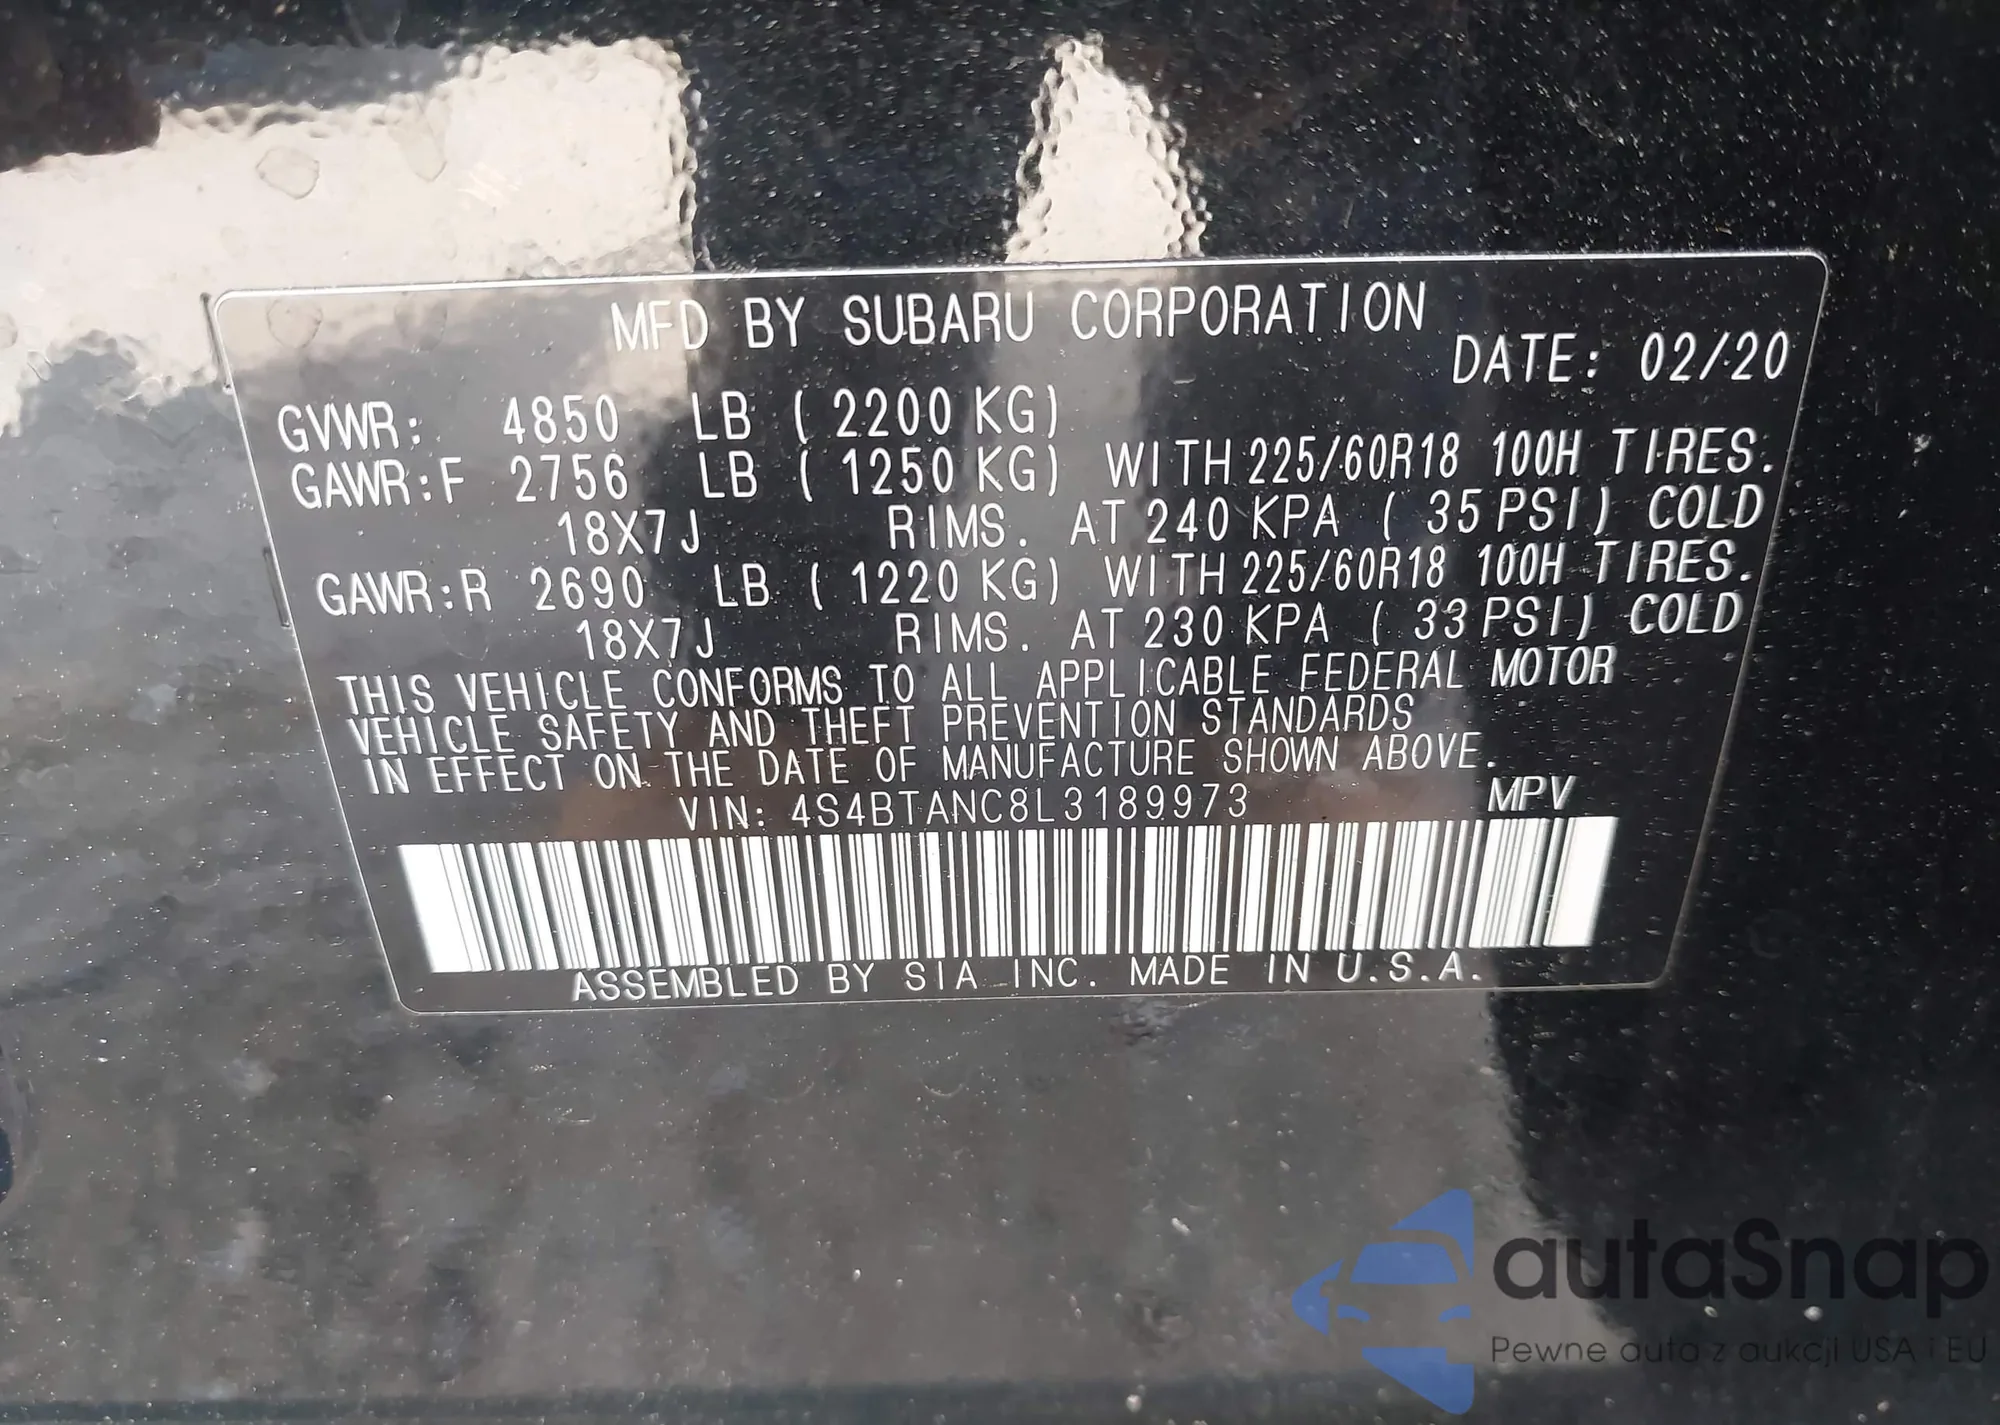 MFD BY SUBARU CORPORATION
DATE: 02/20
GVWR: 4850 LB ( 2200 KG)
GAWR:F 2756 LB ( 1250 KG) WITH 225/60R18 100H TIRES.
18X7J RIMS. AT 240 KPA ( 35 PSI) COLD
GAWR:R 2690 LB ( 1220 KG) WITH 225/60R18 100H TIRES.
18X7J RIMS. AT 230 KPA ( 33 PSI) COLD
THIS VEHICLE CONFORMS TO ALL APPLICABLE FEDERAL MOTOR
VEHICLE SAFETY AND THEFT PREVENTION STANDARDS
IN EFFECT ON THE DATE OF MANUFACTURE SHOWN ABOVE.
VIN: 4S4BTANC8L3189973 MPV
ASSEMBLED BY SIA INC. MADE IN U.S.A.
autaSnap
Pewne auta z aukcji USA i EU